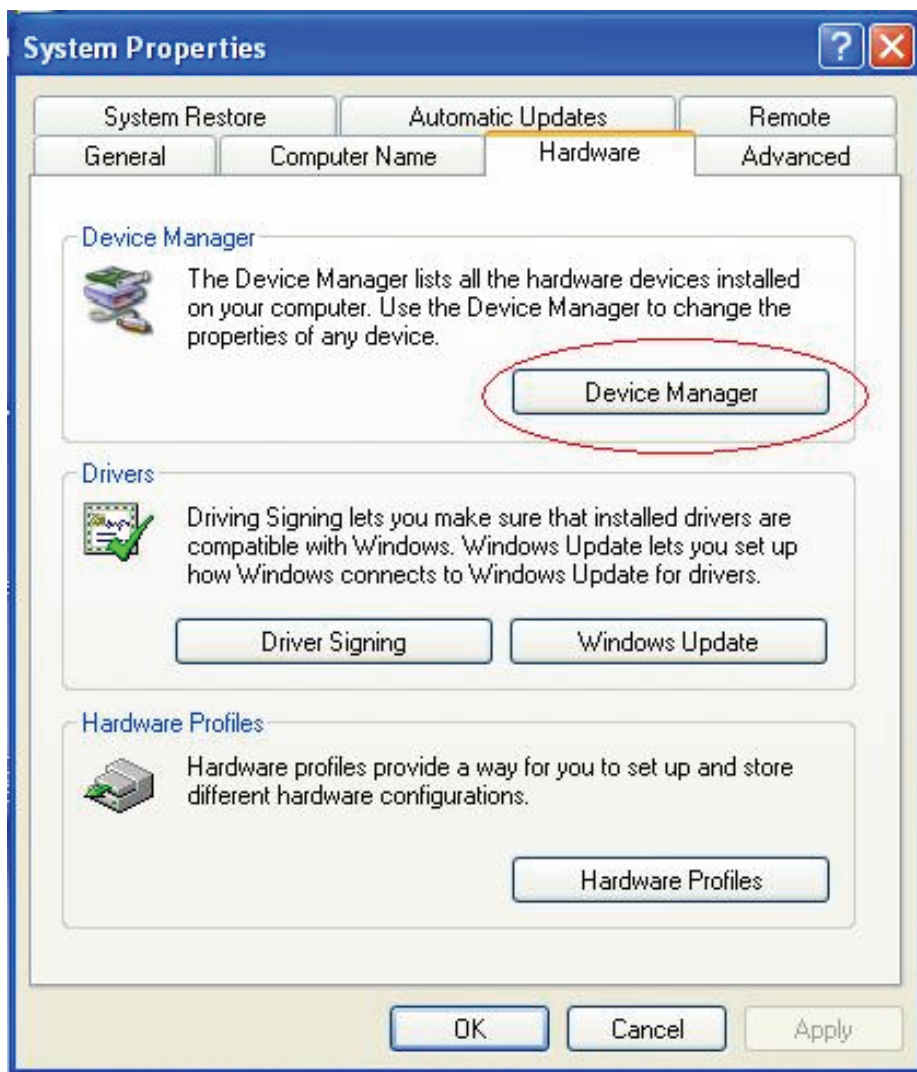 System Properties
System Restore Automatic Updates Remote
General Computer Name Hardware Advanced
Device Manager
The Device Manager lists all the hardware devices installed
on your computer. Use the Device Manager to change the
properties of any device.
Device Manager
Drivers
Driving Signing lets you make sure that installed drivers are
compatible with Windows. Windows Update lets you set up
how Windows connects to Windows Update for drivers.
Driver Signing Windows Update
Hardware Profiles
Hardware profiles provide a way for you to set up and store
different hardware configurations.
Hardware Profiles
OK Cancel Apply